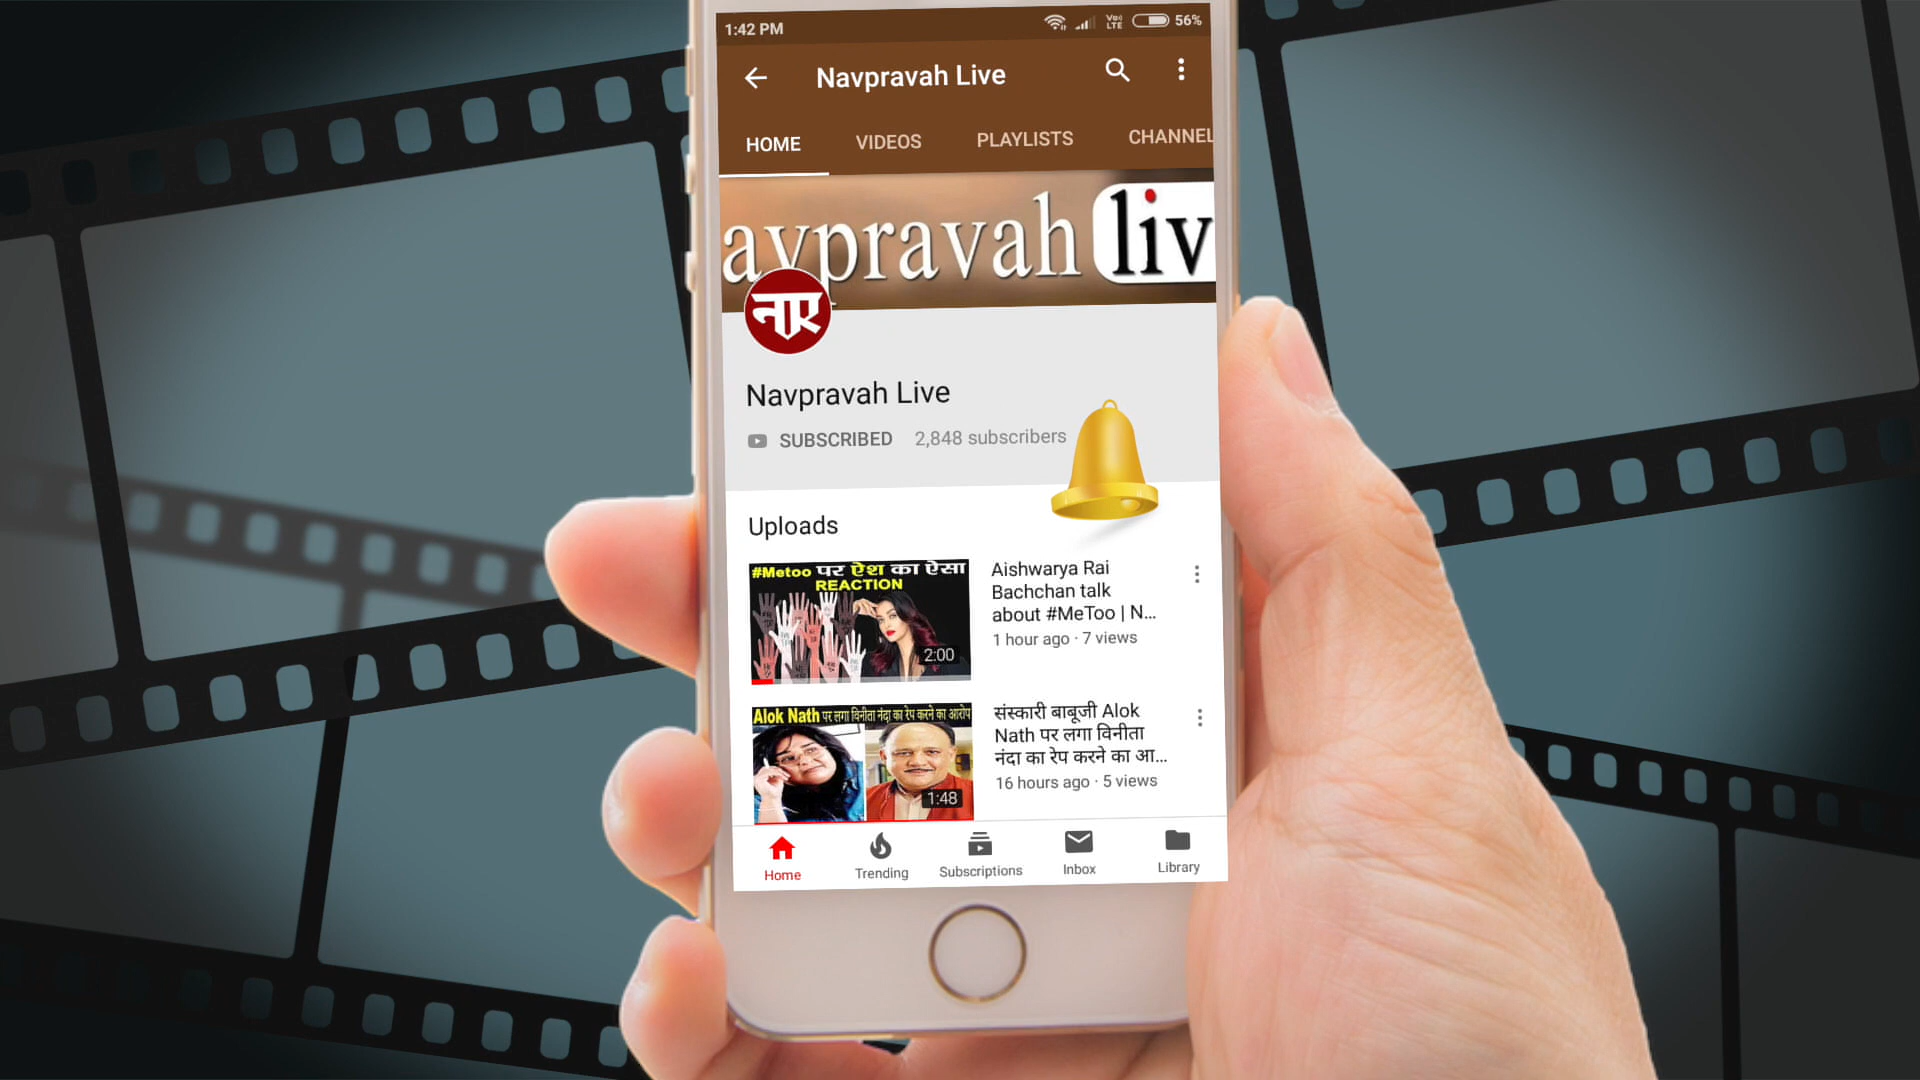 1:42 PM
Vo) LTE
56%
Navpravah Live
HOME VIDEOS PLAYLISTS CHANNEL
avpravah liv
नाए
Navpravah Live
SUBSCRIBED 2,848 subscribers
Uploads
#Metoo पर ऐश का ऐसा
REACTION
2:00
Aishwarya Rai
Bachchan talk
about #MeToo | N...
1 hour ago · 7 views
Alok Nath पर लगा विनीता नंदा का रेप करने का आरोप
1:48
संस्कारी बाबूजी Alok
Nath पर लगा विनीता
नंदा का रेप करने का आ...
16 hours ago · 5 views
Home Trending Subscriptions Inbox Library